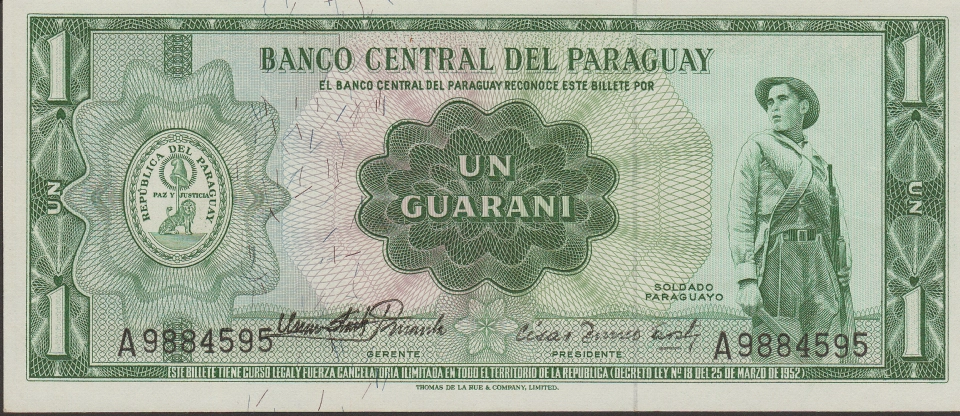 1
1
BANCO CENTRAL DEL PARAGUAY
EL BANCO CENTRAL DEL PARAGUAY RECONOCE ESTE BILLETE POR
REPUBLICA DEL PARAGUAY
PAZ Y JUSTICIA
UN
UN
GUARANI
UN
SOLDADO
PARAGUAYO
1
1
A9884595
GERENTE
PRESIDENTE
A9884595
ESTE BILLETE TIENE CURSO LEGAL Y FUERZA CANCELATORIA ILIMITADA EN TODO EL TERRITORIO DE LA REPUBLICA (DECRETO LEY Nº 18 DEL 25 DE MARZO DE 1952)
THOMAS DE LA RUE & COMPANY, LIMITED.